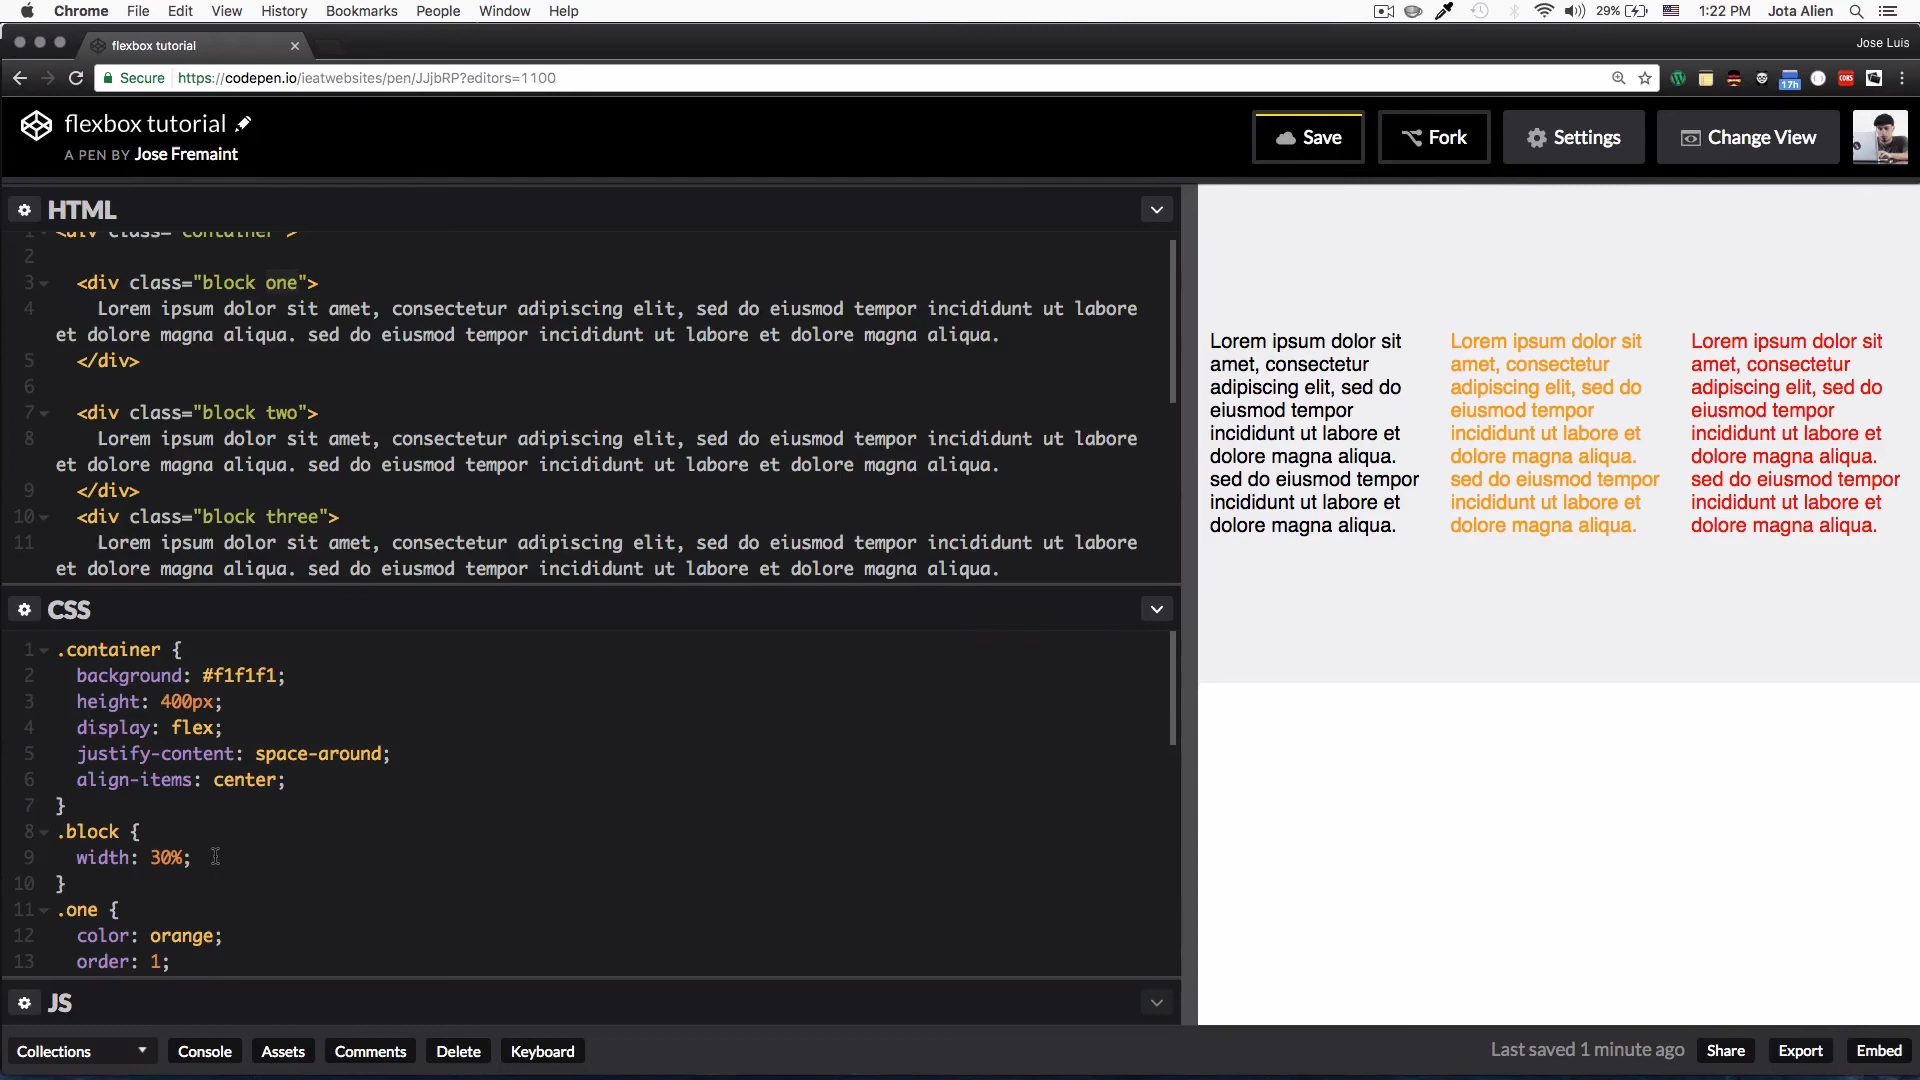 Chrome File Edit View History Bookmarks People Window Help 29% 1:22 PM Jota Alien
flexbox tutorial × Jose Luis
Secure https://codepen.io/ieatwebsites/pen/JJjbRP?editors=1100 17h CORS
flexbox tutorial
A PEN BY Jose Fremaint
Save Fork Settings Change View
HTML
1 <div class="container">
2
3 <div class="block one">
4 Lorem ipsum dolor sit amet, consectetur adipiscing elit, sed do eiusmod tempor incididunt ut labore
et dolore magna aliqua. sed do eiusmod tempor incididunt ut labore et dolore magna aliqua.
5 </div>
6
7 <div class="block two">
8 Lorem ipsum dolor sit amet, consectetur adipiscing elit, sed do eiusmod tempor incididunt ut labore
et dolore magna aliqua. sed do eiusmod tempor incididunt ut labore et dolore magna aliqua.
9 </div>
10 <div class="block three">
11 Lorem ipsum dolor sit amet, consectetur adipiscing elit, sed do eiusmod tempor incididunt ut labore
et dolore magna aliqua. sed do eiusmod tempor incididunt ut labore et dolore magna aliqua.
CSS
1 .container {
2 background: #f1f1f1;
3 height: 400px;
4 display: flex;
5 justify-content: space-around;
6 align-items: center;
7 }
8 .block {
9 width: 30%;
10 }
11 .one {
12 color: orange;
13 order: 1;
JS
Lorem ipsum dolor sit
amet, consectetur
adipiscing elit, sed do
eiusmod tempor
incididunt ut labore et
dolore magna aliqua.
sed do eiusmod tempor
incididunt ut labore et
dolore magna aliqua.
Lorem ipsum dolor sit
amet, consectetur
adipiscing elit, sed do
eiusmod tempor
incididunt ut labore et
dolore magna aliqua.
sed do eiusmod tempor
incididunt ut labore et
dolore magna aliqua.
Lorem ipsum dolor sit
amet, consectetur
adipiscing elit, sed do
eiusmod tempor
incididunt ut labore et
dolore magna aliqua.
sed do eiusmod tempor
incididunt ut labore et
dolore magna aliqua.
Collections Console Assets Comments Delete Keyboard Last saved 1 minute ago Share Export Embed